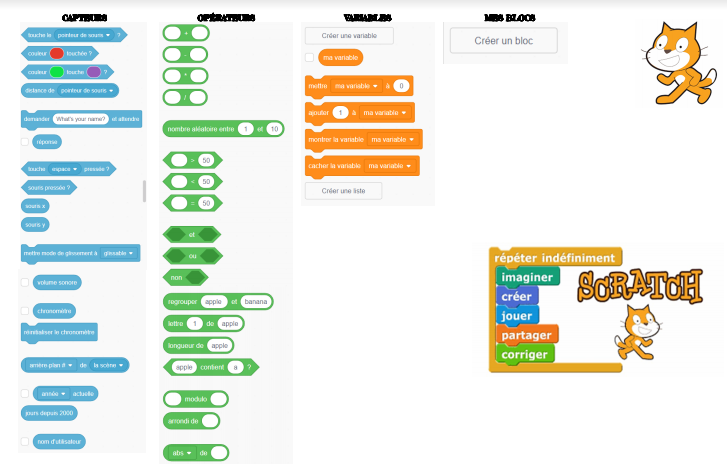 CAPTEURS
touche le pointeur de souris ?
couleur touchée ?
couleur touche ?
distance de pointeur de souris
demander What's your name? et attendre
réponse
touche espace pressée ?
souris pressée ?
souris x
souris y
mettre mode de glissement à glissable
volume sonore
chronomètre
réinitialiser le chronomètre
arrière plan # de la scène
année actuelle
jours depuis 2000
nom d'utilisateur
OPÉRATEURS
+
-
*
/
nombre aléatoire entre 1 et 10
> 50
< 50
= 50
et
ou
non
regrouper apple et banana
lettre 1 de apple
longueur de apple
apple contient a ?
modulo
arrondi de
abs de
VARIABLES
Créer une variable
ma variable
mettre ma variable à 0
ajouter 1 à ma variable
montrer la variable ma variable
cacher la variable ma variable
Créer une liste
MES BLOCS
Créer un bloc
répéter indéfiniment
imaginer
créer
jouer
partager
corriger
SCRATCH